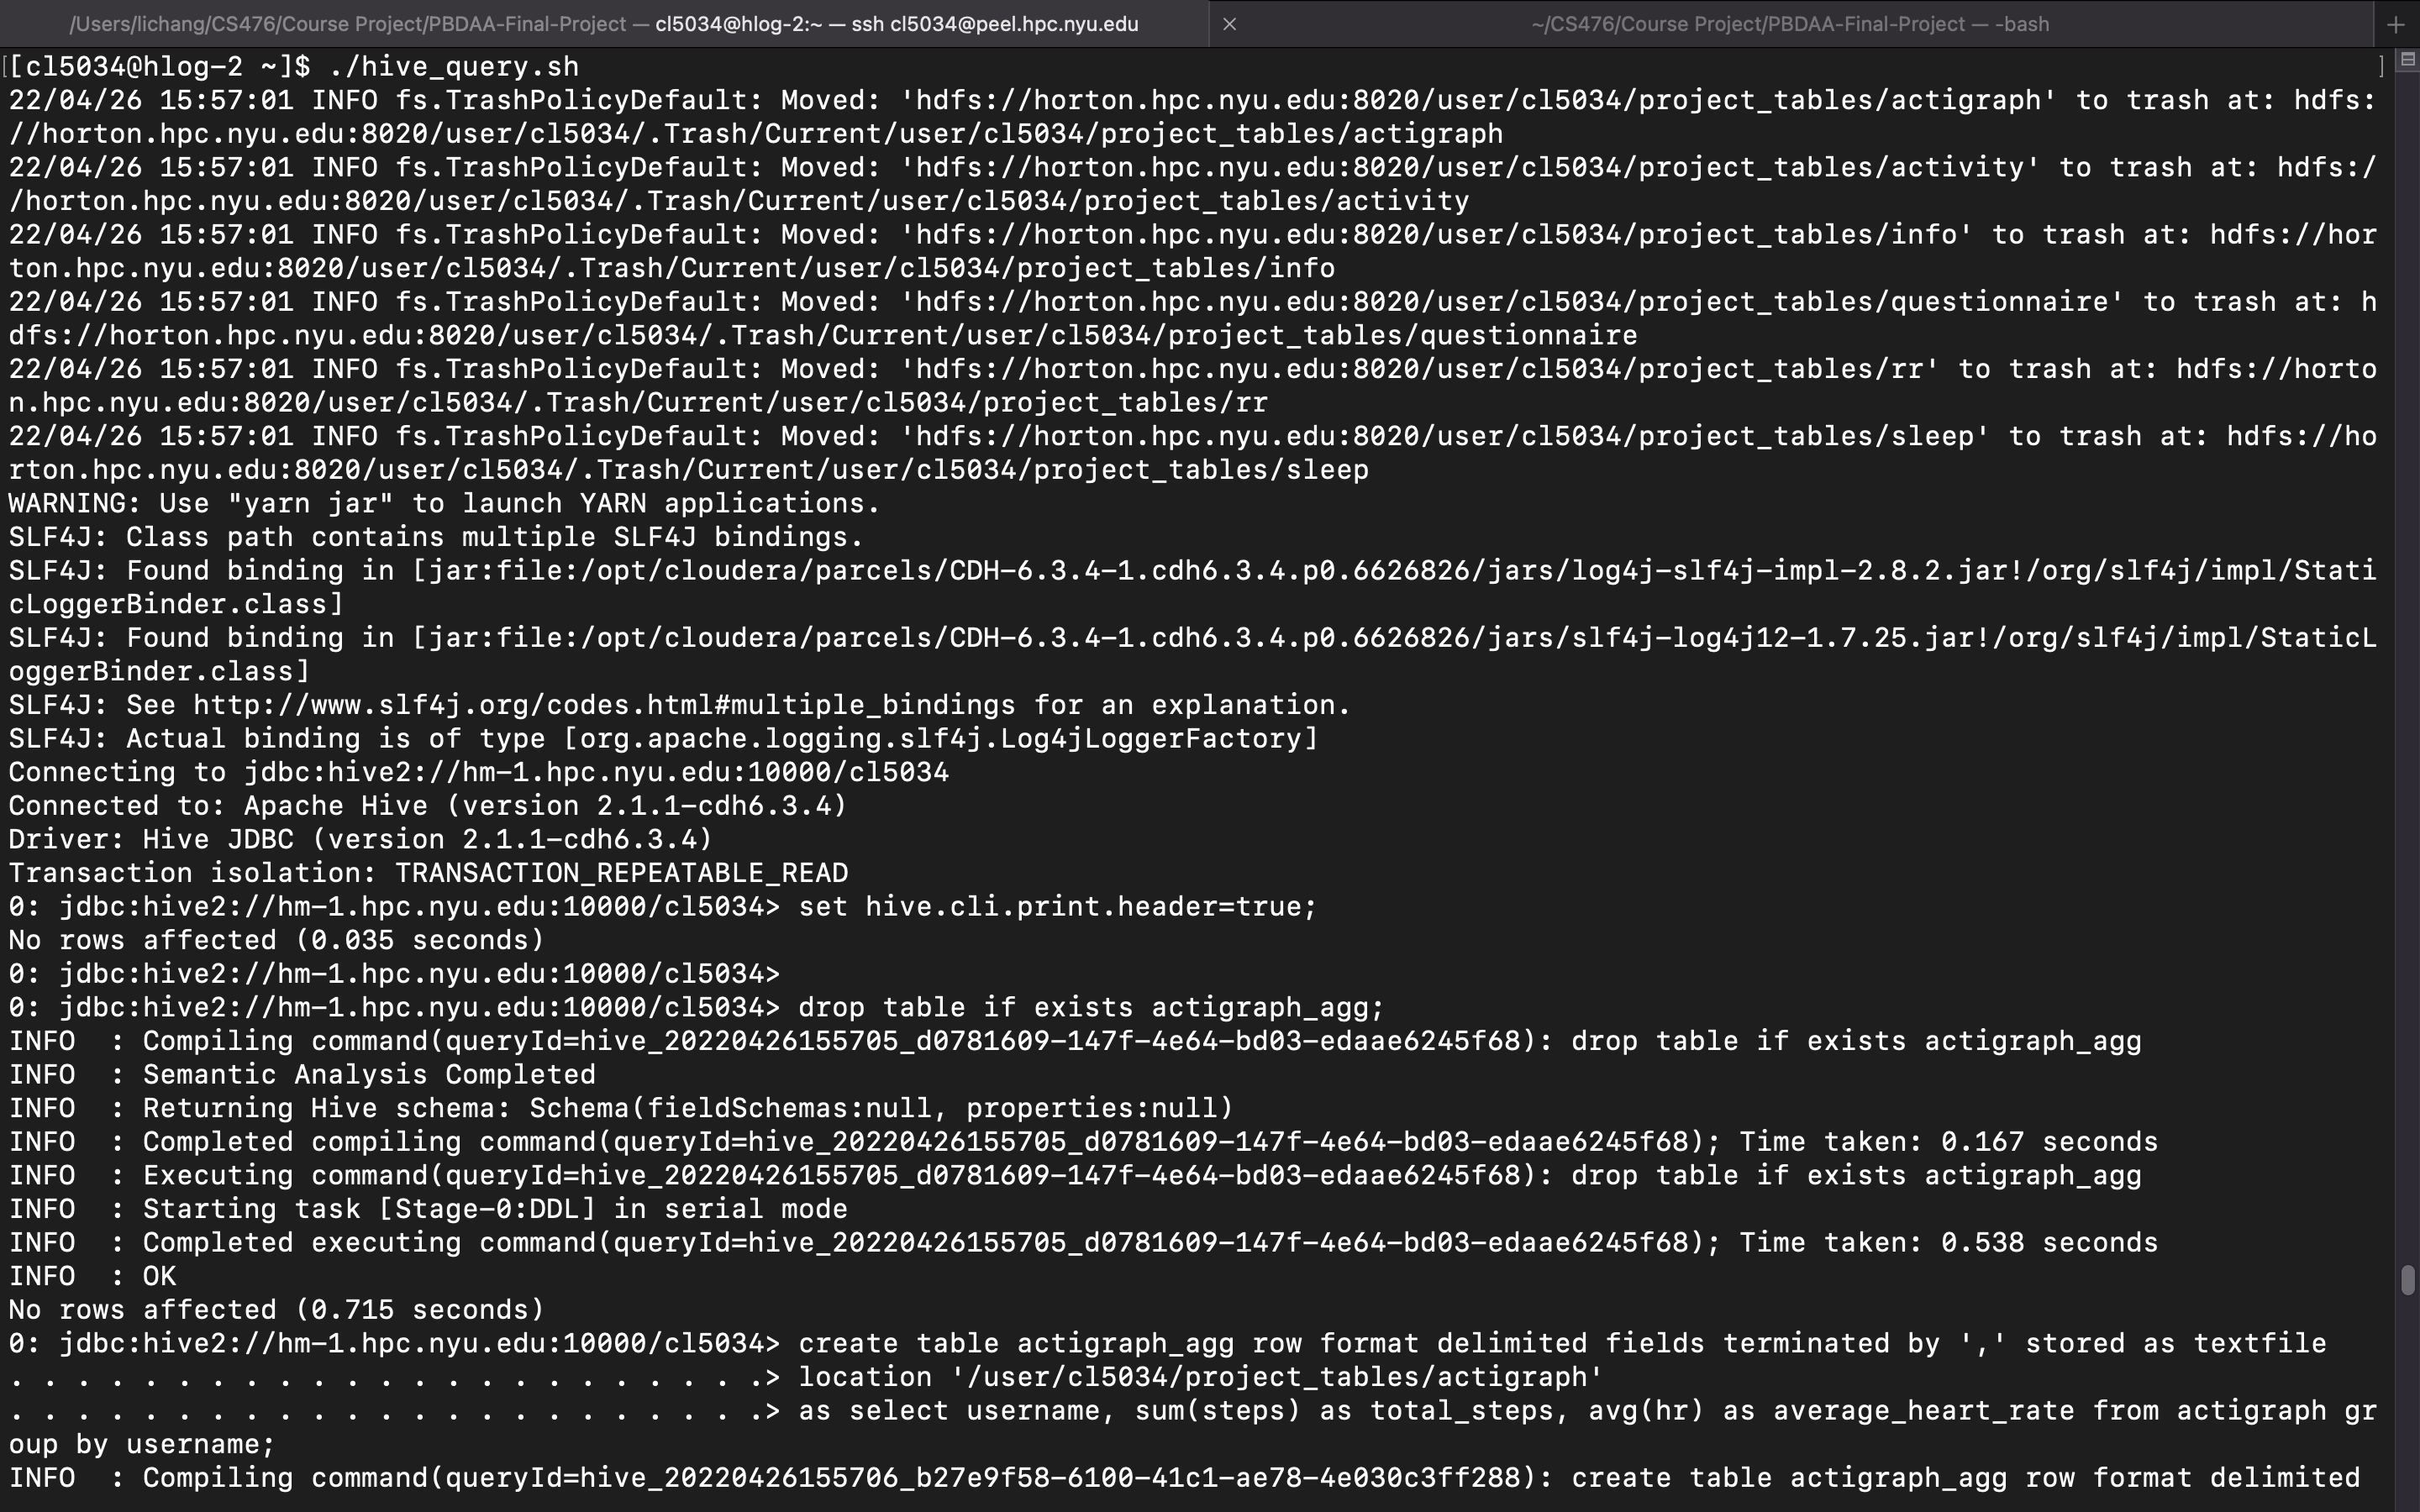 /Users/lichang/CS476/Course Project/PBDAA-Final-Project — cl5034@hlog-2:~ — ssh cl5034@peel.hpc.nyu.edu
~/CS476/Course Project/PBDAA-Final-Project — -bash
[[cl5034@hlog-2 ~]$ ./hive_query.sh ]
22/04/26 15:57:01 INFO fs.TrashPolicyDefault: Moved: 'hdfs://horton.hpc.nyu.edu:8020/user/cl5034/project_tables/actigraph' to trash at: hdfs:
//horton.hpc.nyu.edu:8020/user/cl5034/.Trash/Current/user/cl5034/project_tables/actigraph
22/04/26 15:57:01 INFO fs.TrashPolicyDefault: Moved: 'hdfs://horton.hpc.nyu.edu:8020/user/cl5034/project_tables/activity' to trash at: hdfs:/
/horton.hpc.nyu.edu:8020/user/cl5034/.Trash/Current/user/cl5034/project_tables/activity
22/04/26 15:57:01 INFO fs.TrashPolicyDefault: Moved: 'hdfs://horton.hpc.nyu.edu:8020/user/cl5034/project_tables/info' to trash at: hdfs://hor
ton.hpc.nyu.edu:8020/user/cl5034/.Trash/Current/user/cl5034/project_tables/info
22/04/26 15:57:01 INFO fs.TrashPolicyDefault: Moved: 'hdfs://horton.hpc.nyu.edu:8020/user/cl5034/project_tables/questionnaire' to trash at: h
dfs://horton.hpc.nyu.edu:8020/user/cl5034/.Trash/Current/user/cl5034/project_tables/questionnaire
22/04/26 15:57:01 INFO fs.TrashPolicyDefault: Moved: 'hdfs://horton.hpc.nyu.edu:8020/user/cl5034/project_tables/rr' to trash at: hdfs://horto
n.hpc.nyu.edu:8020/user/cl5034/.Trash/Current/user/cl5034/project_tables/rr
22/04/26 15:57:01 INFO fs.TrashPolicyDefault: Moved: 'hdfs://horton.hpc.nyu.edu:8020/user/cl5034/project_tables/sleep' to trash at: hdfs://ho
rton.hpc.nyu.edu:8020/user/cl5034/.Trash/Current/user/cl5034/project_tables/sleep
WARNING: Use "yarn jar" to launch YARN applications.
SLF4J: Class path contains multiple SLF4J bindings.
SLF4J: Found binding in [jar:file:/opt/cloudera/parcels/CDH-6.3.4-1.cdh6.3.4.p0.6626826/jars/log4j-slf4j-impl-2.8.2.jar!/org/slf4j/impl/Stati
cLoggerBinder.class]
SLF4J: Found binding in [jar:file:/opt/cloudera/parcels/CDH-6.3.4-1.cdh6.3.4.p0.6626826/jars/slf4j-log4j12-1.7.25.jar!/org/slf4j/impl/StaticL
oggerBinder.class]
SLF4J: See http://www.slf4j.org/codes.html#multiple_bindings for an explanation.
SLF4J: Actual binding is of type [org.apache.logging.slf4j.Log4jLoggerFactory]
Connecting to jdbc:hive2://hm-1.hpc.nyu.edu:10000/cl5034
Connected to: Apache Hive (version 2.1.1-cdh6.3.4)
Driver: Hive JDBC (version 2.1.1-cdh6.3.4)
Transaction isolation: TRANSACTION_REPEATABLE_READ
0: jdbc:hive2://hm-1.hpc.nyu.edu:10000/cl5034> set hive.cli.print.header=true;
No rows affected (0.035 seconds)
0: jdbc:hive2://hm-1.hpc.nyu.edu:10000/cl5034>
0: jdbc:hive2://hm-1.hpc.nyu.edu:10000/cl5034> drop table if exists actigraph_agg;
INFO  : Compiling command(queryId=hive_20220426155705_d0781609-147f-4e64-bd03-edaae6245f68): drop table if exists actigraph_agg
INFO  : Semantic Analysis Completed
INFO  : Returning Hive schema: Schema(fieldSchemas:null, properties:null)
INFO  : Completed compiling command(queryId=hive_20220426155705_d0781609-147f-4e64-bd03-edaae6245f68); Time taken: 0.167 seconds
INFO  : Executing command(queryId=hive_20220426155705_d0781609-147f-4e64-bd03-edaae6245f68): drop table if exists actigraph_agg
INFO  : Starting task [Stage-0:DDL] in serial mode
INFO  : Completed executing command(queryId=hive_20220426155705_d0781609-147f-4e64-bd03-edaae6245f68); Time taken: 0.538 seconds
INFO  : OK
No rows affected (0.715 seconds)
0: jdbc:hive2://hm-1.hpc.nyu.edu:10000/cl5034> create table actigraph_agg row format delimited fields terminated by ',' stored as textfile
. . . . . . . . . . . . . . . . . . . . . . .> location '/user/cl5034/project_tables/actigraph'
. . . . . . . . . . . . . . . . . . . . . . .> as select username, sum(steps) as total_steps, avg(hr) as average_heart_rate from actigraph gr
oup by username;
INFO  : Compiling command(queryId=hive_20220426155706_b27e9f58-6100-41c1-ae78-4e030c3ff288): create table actigraph_agg row format delimited